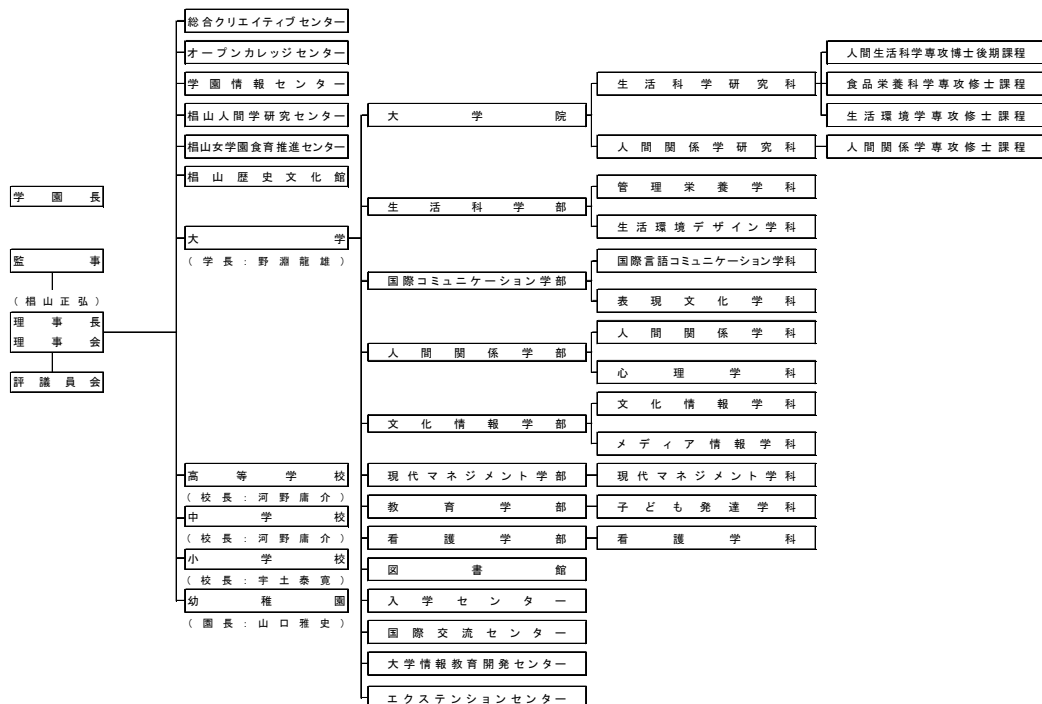 学園長
監事
(椙山正弘)
理事長
理事会
評議員会
総合クリエイティブセンター
オープンカレッジセンター
学園情報センター
椙山人間学研究センター
椙山女学園食育推進センター
椙山歴史文化館
大学
(学長:野淵龍雄)
高等学校
(校長:河野庸介)
中学校
(校長:河野庸介)
小学校
(校長:宇土泰寛)
幼稚園
(園長:山口雅史)
大学院
生活科学部
国際コミュニケーション学部
人間関係学部
文化情報学部
現代マネジメント学部
教育学部
看護学部
図書館
入学センター
国際交流センター
大学情報教育開発センター
エクステンションセンター
生活科学研究科
人間関係学研究科
管理栄養学科
生活環境デザイン学科
国際言語コミュニケーション学科
表現文化学科
人間関係学科
心理学科
文化情報学科
メディア情報学科
現代マネジメント学科
子ども発達学科
看護学科
人間生活科学専攻博士後期課程
食品栄養科学専攻修士課程
生活環境学専攻修士課程
人間関係学専攻修士課程